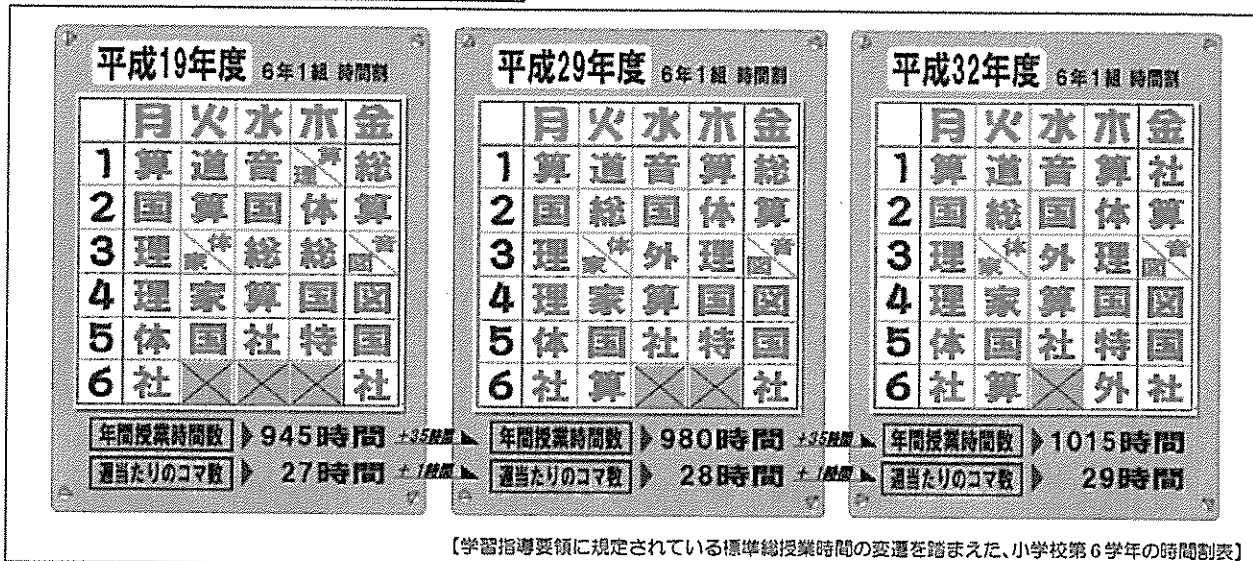 平成19年度 6年1組 時間割
月 火 水 木 金
1 算 道 音 理/算 総
2 国 算 国 体 算
3 理 家/体 総 総 図/音
4 理 家 算 国 図
5 体 国 社 特 国
6 社 社
年間授業時間数 945時間 +35時間
週当たりのコマ数 27時間 +1時間
平成29年度 6年1組 時間割
月 火 水 木 金
1 算 道 音 算 総
2 国 総 国 体 算
3 理 家/体 外 理 図/音
4 理 家 算 国 図
5 体 国 社 特 国
6 社 算 社
年間授業時間数 980時間 +35時間
週当たりのコマ数 28時間 +1時間
平成32年度 6年1組 時間割
月 火 水 木 金
1 算 道 音 算 社
2 国 総 国 体 算
3 理 家/体 外 理 図/音
4 理 家 算 国 図
5 体 国 社 特 国
6 社 算 外 社
年間授業時間数 1015時間
週当たりのコマ数 29時間
【学習指導要領に規定されている標準総授業時間の変遷を踏まえた、小学校第6学年の時間割表】